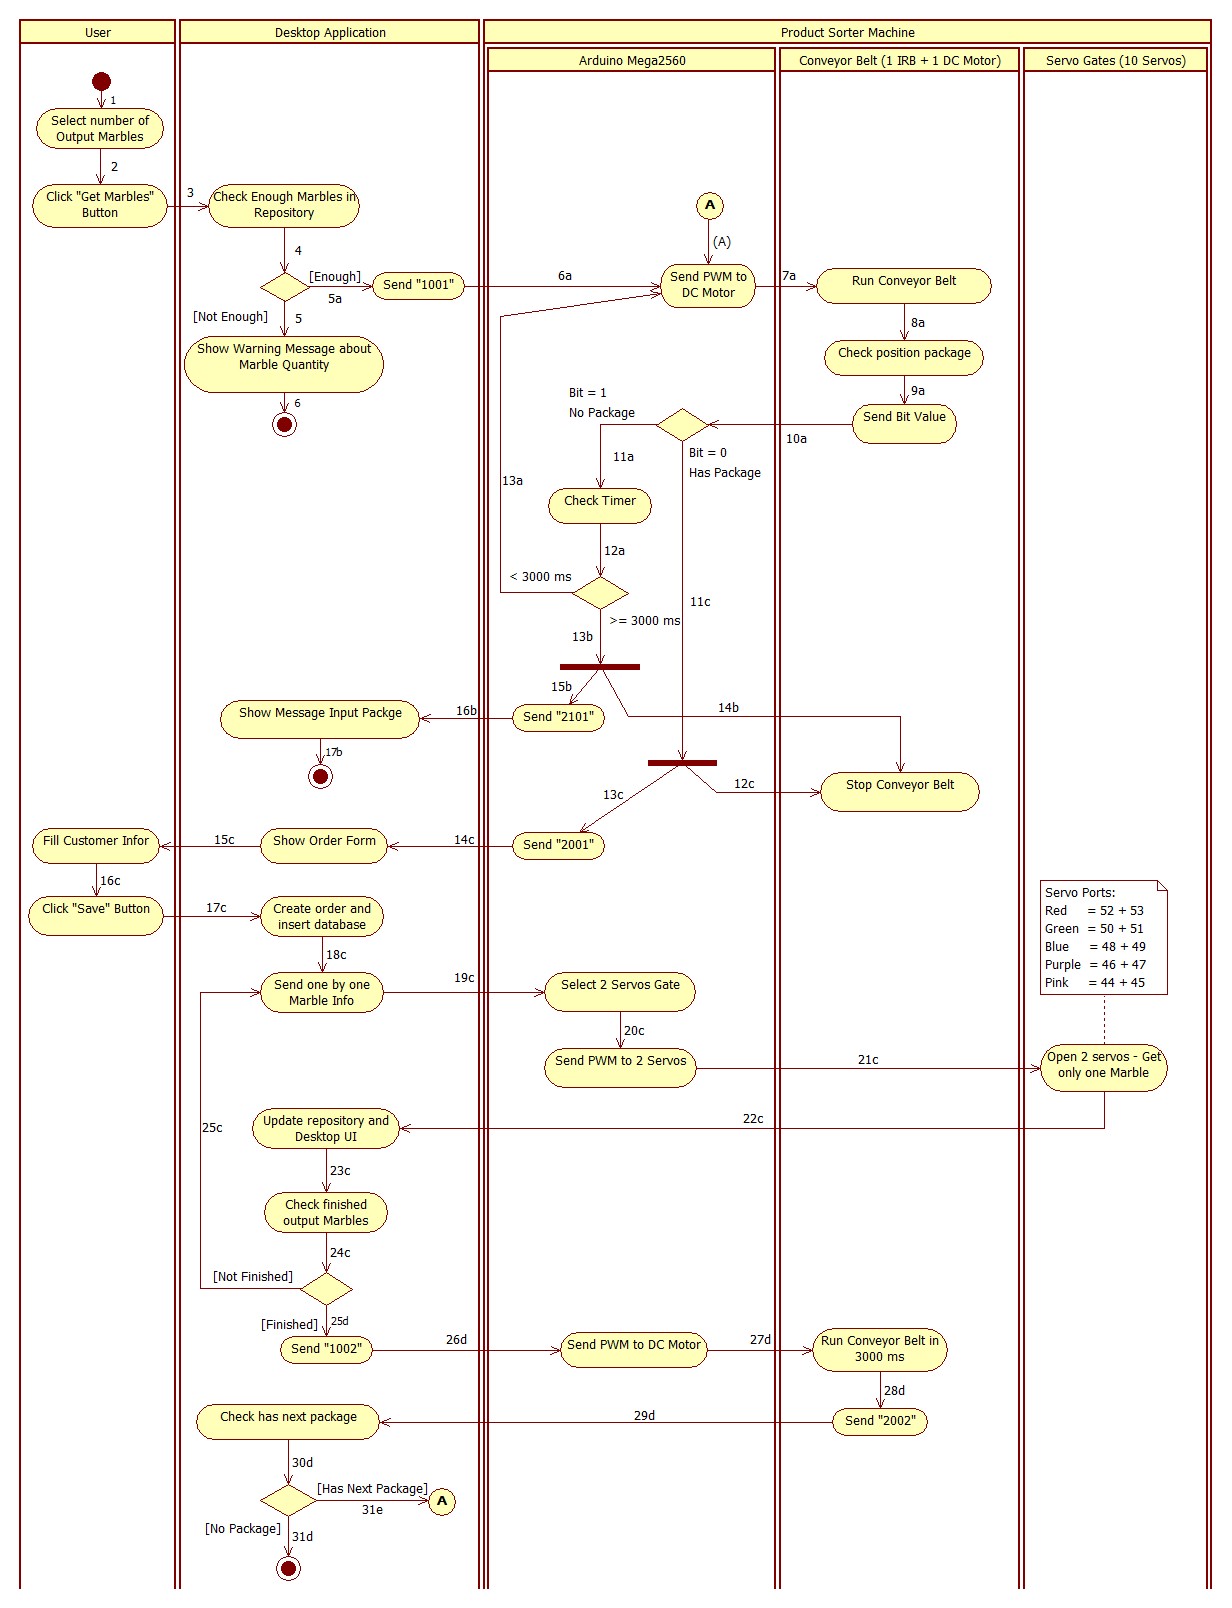 User
Desktop Application
Product Sorter Machine
Arduino Mega2560
Conveyor Belt (1 IRB + 1 DC Motor)
Servo Gates (10 Servos)
1
Select number of
Output Marbles
2
Click "Get Marbles"
Button
3
Check Enough Marbles in
Repository
4
[Enough]
5a
Send "1001"
6a
[Not Enough]
5
Show Warning Message about
Marble Quantity
6
A
(A)
Send PWM to
DC Motor
7a
Run Conveyor Belt
8a
Check position package
9a
Send Bit Value
10a
Bit = 1
No Package
Bit = 0
Has Package
11a
13a
Check Timer
12a
< 3000 ms
11c
>= 3000 ms
13b
15b
14b
Send "2101"
16b
Show Message Input Packge
17b
12c
Stop Conveyor Belt
13c
Send "2001"
14c
Show Order Form
15c
Fill Customer Infor
16c
Click "Save" Button
17c
Create order and
insert database
18c
Send one by one
Marble Info
19c
Select 2 Servos Gate
20c
Send PWM to 2 Servos
21c
Servo Ports:
Red = 52 + 53
Green = 50 + 51
Blue = 48 + 49
Purple = 46 + 47
Pink = 44 + 45
Open 2 servos - Get
only one Marble
22c
Update repository and
Desktop UI
25c
23c
Check finished
output Marbles
24c
[Not Finished]
[Finished]
25d
Send "1002"
26d
Send PWM to DC Motor
27d
Run Conveyor Belt in
3000 ms
28d
Send "2002"
29d
Check has next package
30d
[Has Next Package]
31e
A
[No Package]
31d